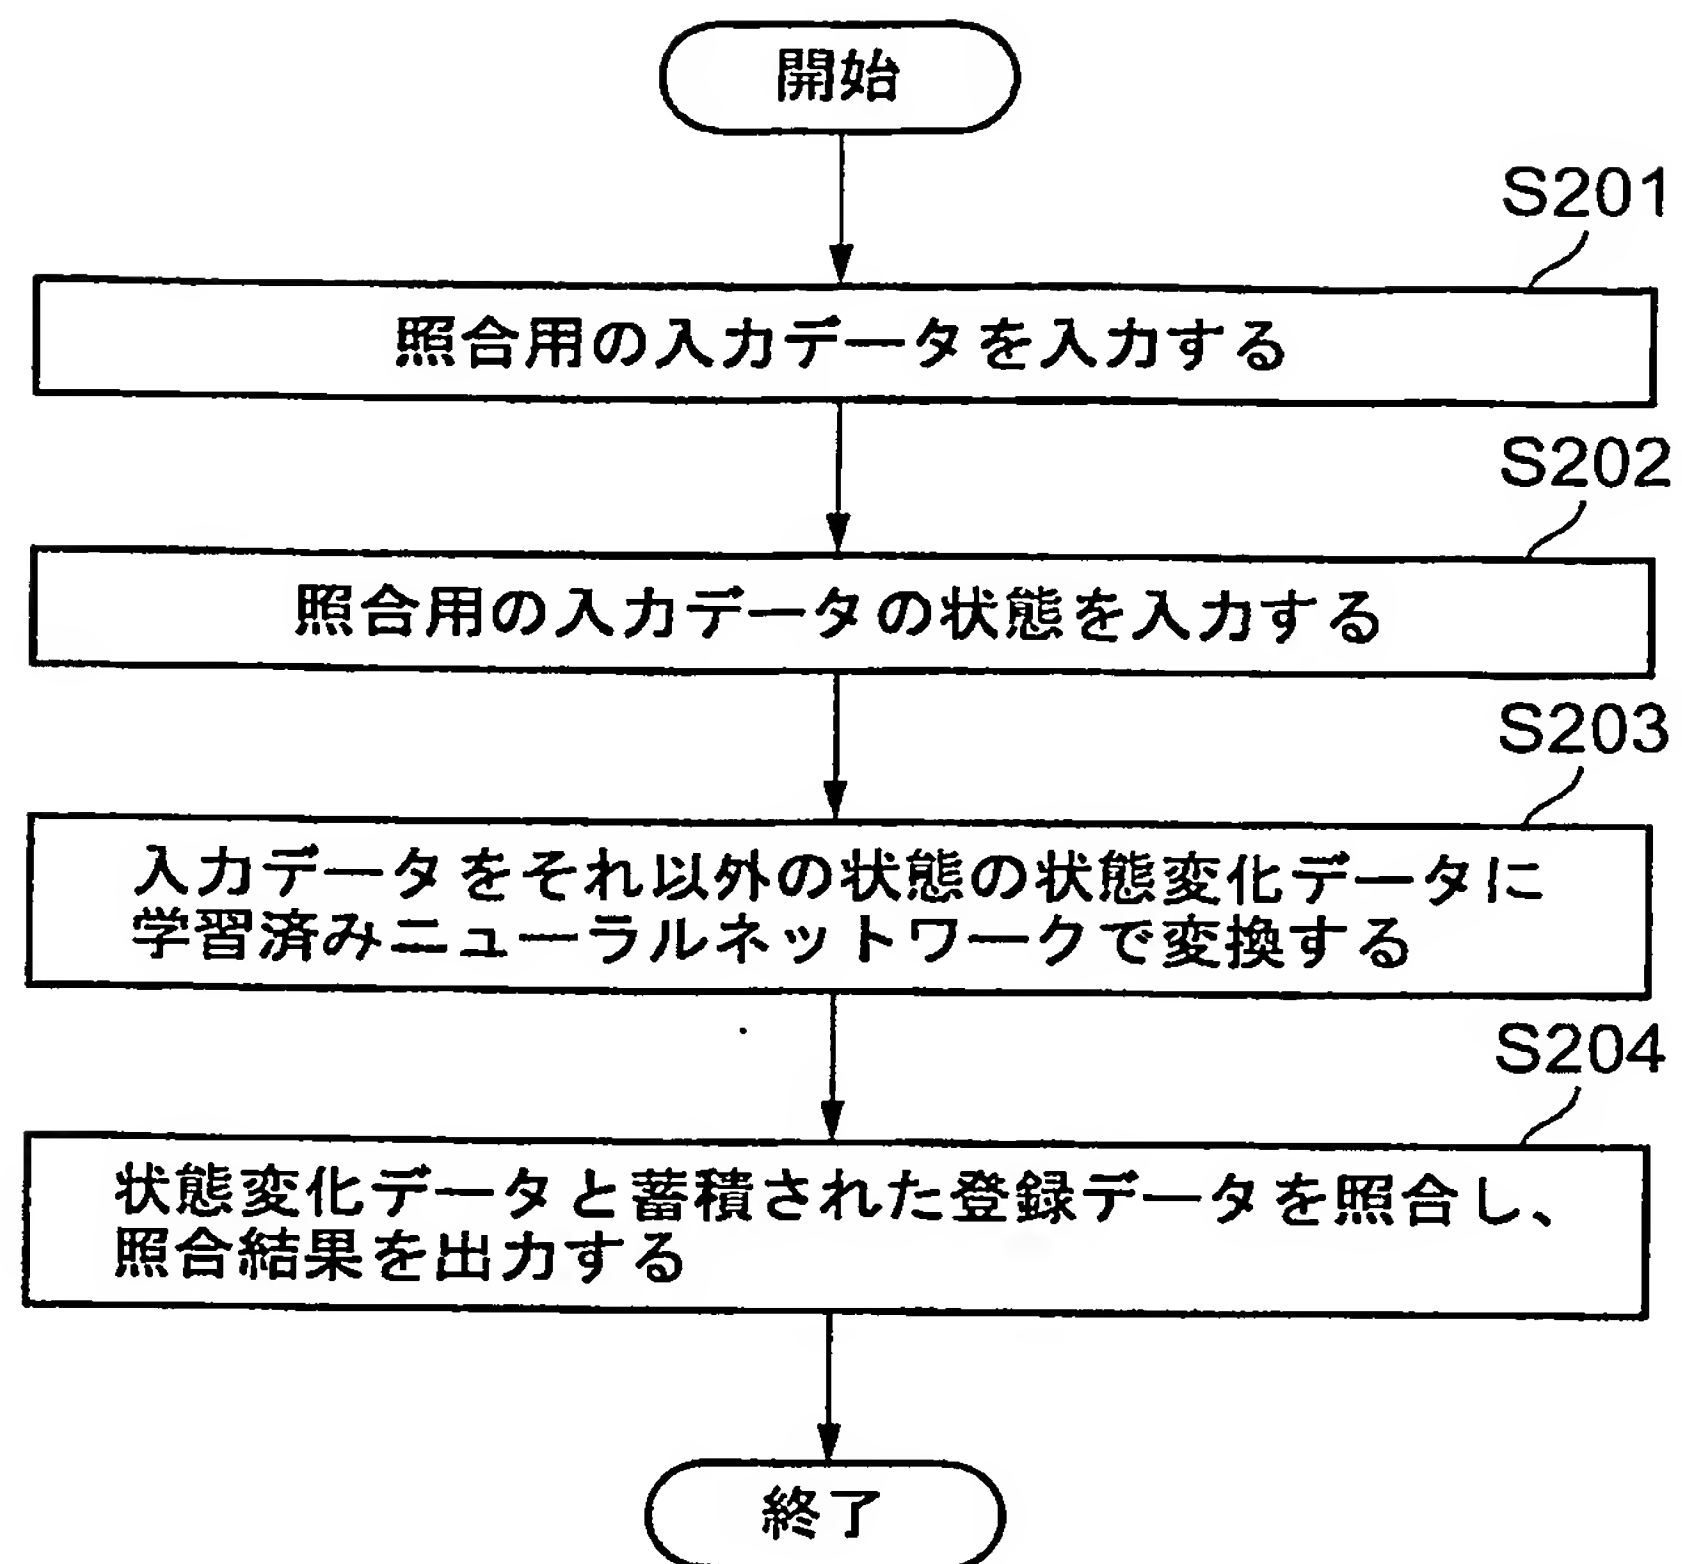 開始
S201
照合用の入力データを入力する
S202
照合用の入力データの状態を入力する
S203
入力データをそれ以外の状態の状態変化データに
学習済みニューラルネットワークで変換する
S204
状態変化データと蓄積された登録データを照合し、
照合結果を出力する
終了